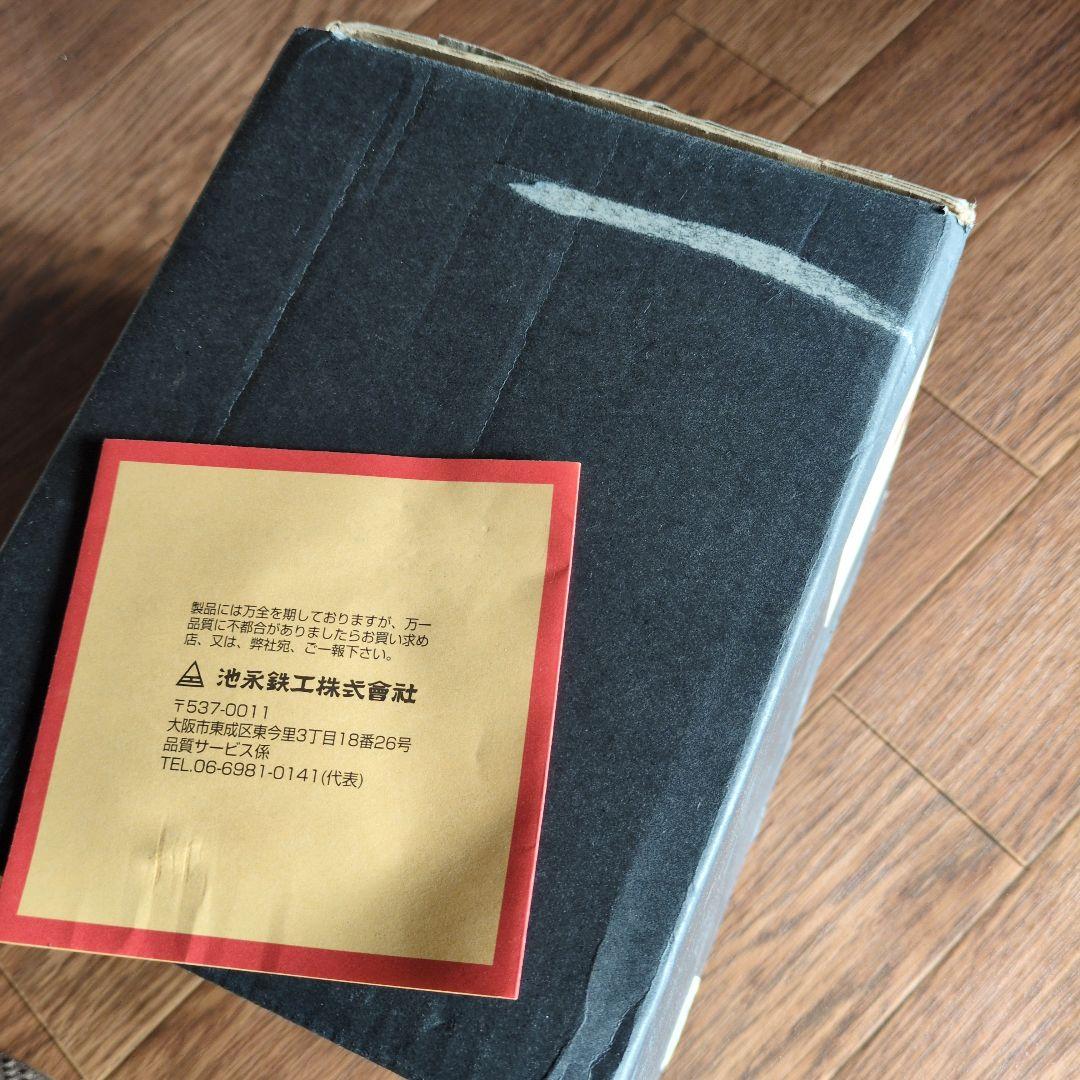 製品には万全を期しておりますが、万一
品質に不都合がありましたらお買い求め
店、又は、弊社宛、ご一報下さい。
池永鉄工株式會社
〒537-0011
大阪市東成区東今里3丁目18番26号
品質サービス係
TEL.06-6981-0141(代表)